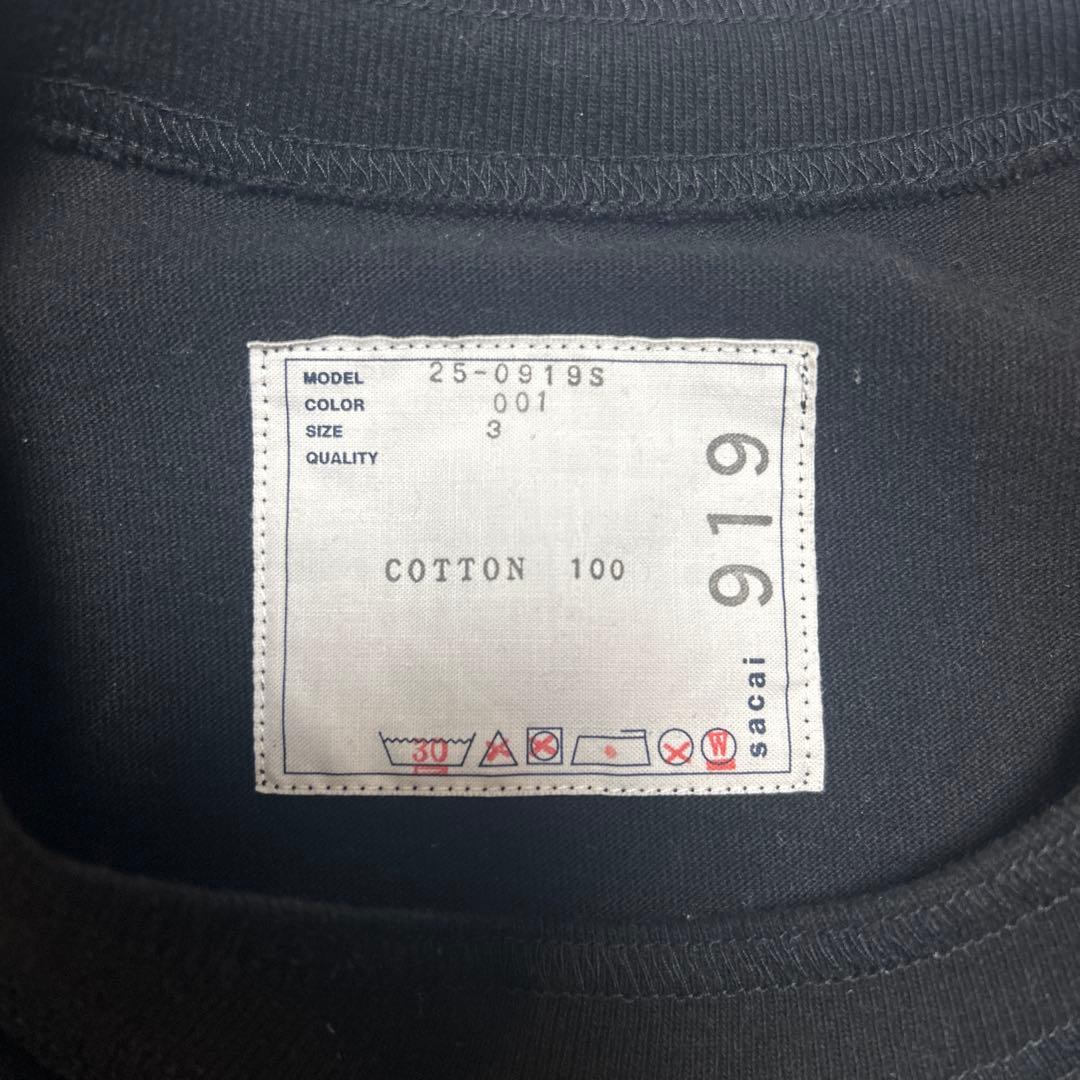 MODEL 25-0919S
COLOR 001
SIZE 3
QUALITY
COTTON 100
30
W
sacai 919